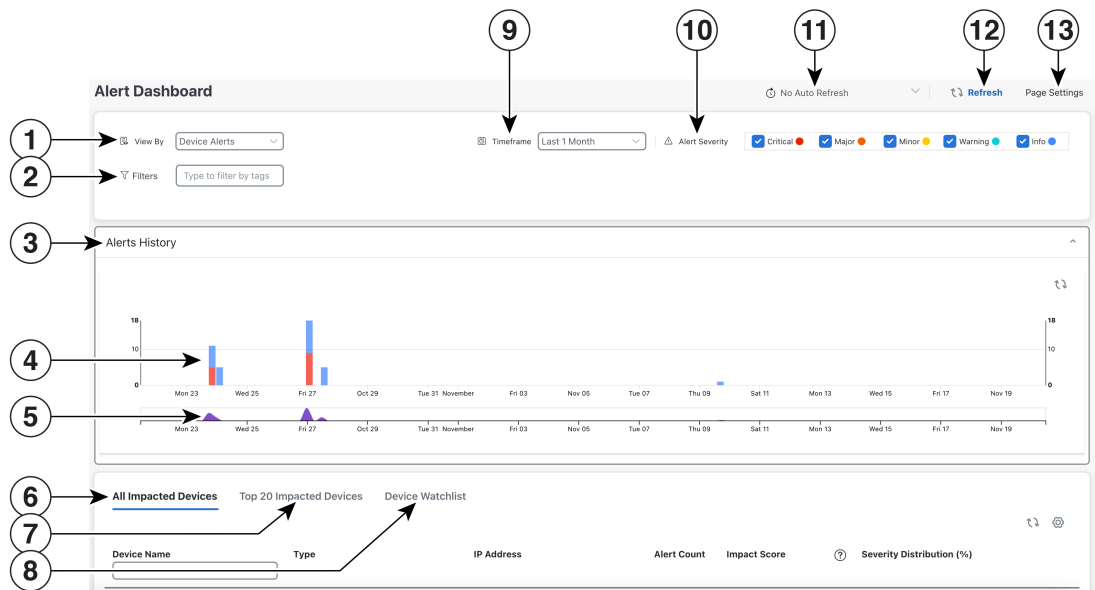 9 10 11 12 13
Alert Dashboard No Auto Refresh Refresh Page Settings
1 View By Device Alerts Timeframe Last 1 Month Alert Severity Critical Major Minor Warning Info
2 Filters Type to filter by tags
3 Alerts History
18 18
4 10 10
0 0
Mon 23 Wed 25 Fri 27 Oct 29 Tue 31 November Fri 03 Nov 05 Tue 07 Thu 09 Sat 11 Mon 13 Wed 15 Fri 17 Nov 19
5
Mon 23 Wed 25 Fri 27 Oct 29 Tue 31 November Fri 03 Nov 05 Tue 07 Thu 09 Sat 11 Mon 13 Wed 15 Fri 17 Nov 19
6 All Impacted Devices Top 20 Impacted Devices Device Watchlist
7
Device Name Type IP Address Alert Count Impact Score ? Severity Distribution (%)
8